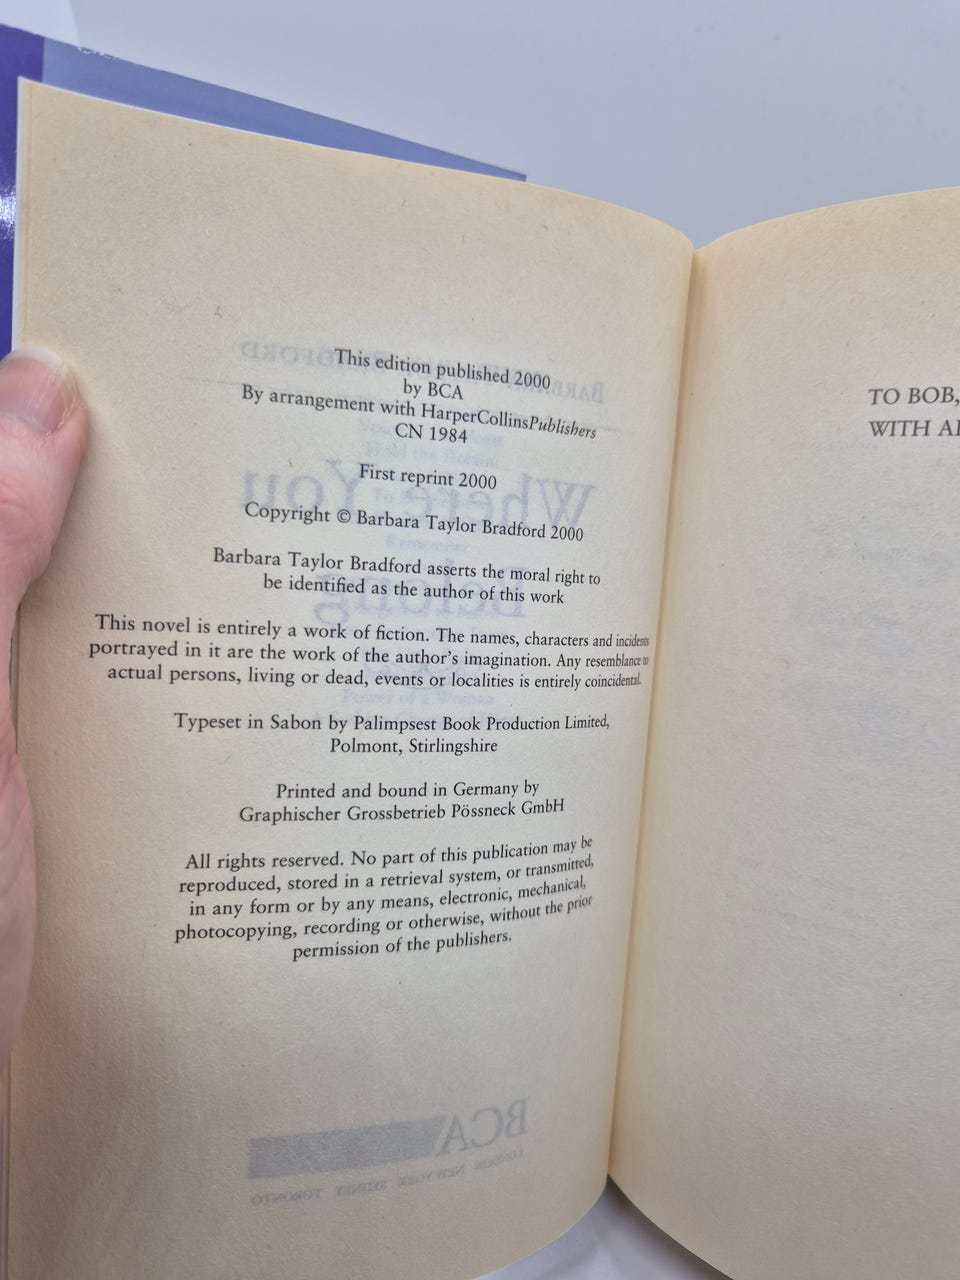 This edition published 2000
by BCA
By arrangement with HarperCollinsPublishers
CN 1984
First reprint 2000
Copyright © Barbara Taylor Bradford 2000
Barbara Taylor Bradford asserts the moral right to
be identified as the author of this work
This novel is entirely a work of fiction. The names, characters and incidents
portrayed in it are the work of the author's imagination. Any resemblance to
actual persons, living or dead, events or localities is entirely coincidental.
Typeset in Sabon by Palimpsest Book Production Limited,
Polmont, Stirlingshire
Printed and bound in Germany by
Graphischer Grossbetrieb Pössneck GmbH
All rights reserved. No part of this publication may be
reproduced, stored in a retrieval system, or transmitted,
in any form or by any means, electronic, mechanical,
photocopying, recording or otherwise, without the prior
permission of the publishers.
BCA
LONDON NEW YORK SYDNEY TORONTO
TO BOB,
WITH